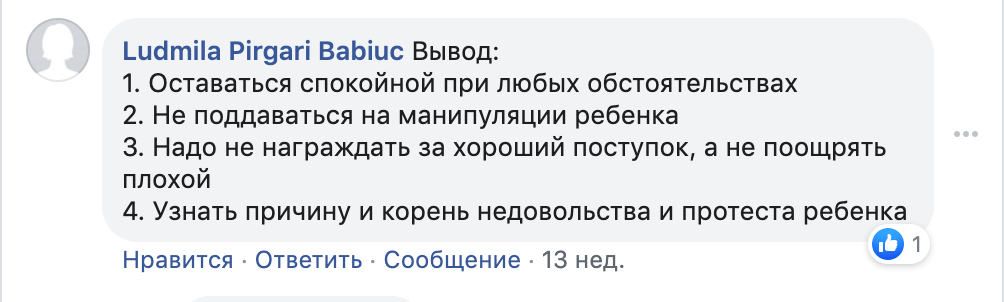 Ludmila Pirgari Babiuc Вывод:
1. Оставаться спокойной при любых обстоятельствах
2. Не поддаваться на манипуляции ребенка
3. Надо не награждать за хороший поступок, а не поощрять
плохой
4. Узнать причину и корень недовольства и протеста ребенка
1
Нравится · Ответить · Сообщение · 13 нед.